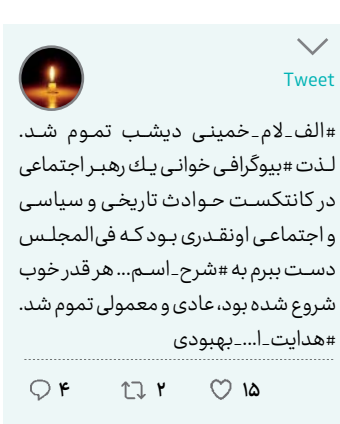 Tweet
#الف_لام_خمینی دیشب تموم شد.
لذت #بیوگرافی‌خوانی یك رهبر اجتماعی
در کانتکست حوادث تاریخی و سیاسی
و اجتماعی اونقدری بود که فی‌المجلس
دست ببرم به #شرح_اسم... هر قدر خوب
شروع شده بود، عادی و معمولی تموم شد.
#هدایت_ا..._بهبودی
۴ ۲ ۱۵